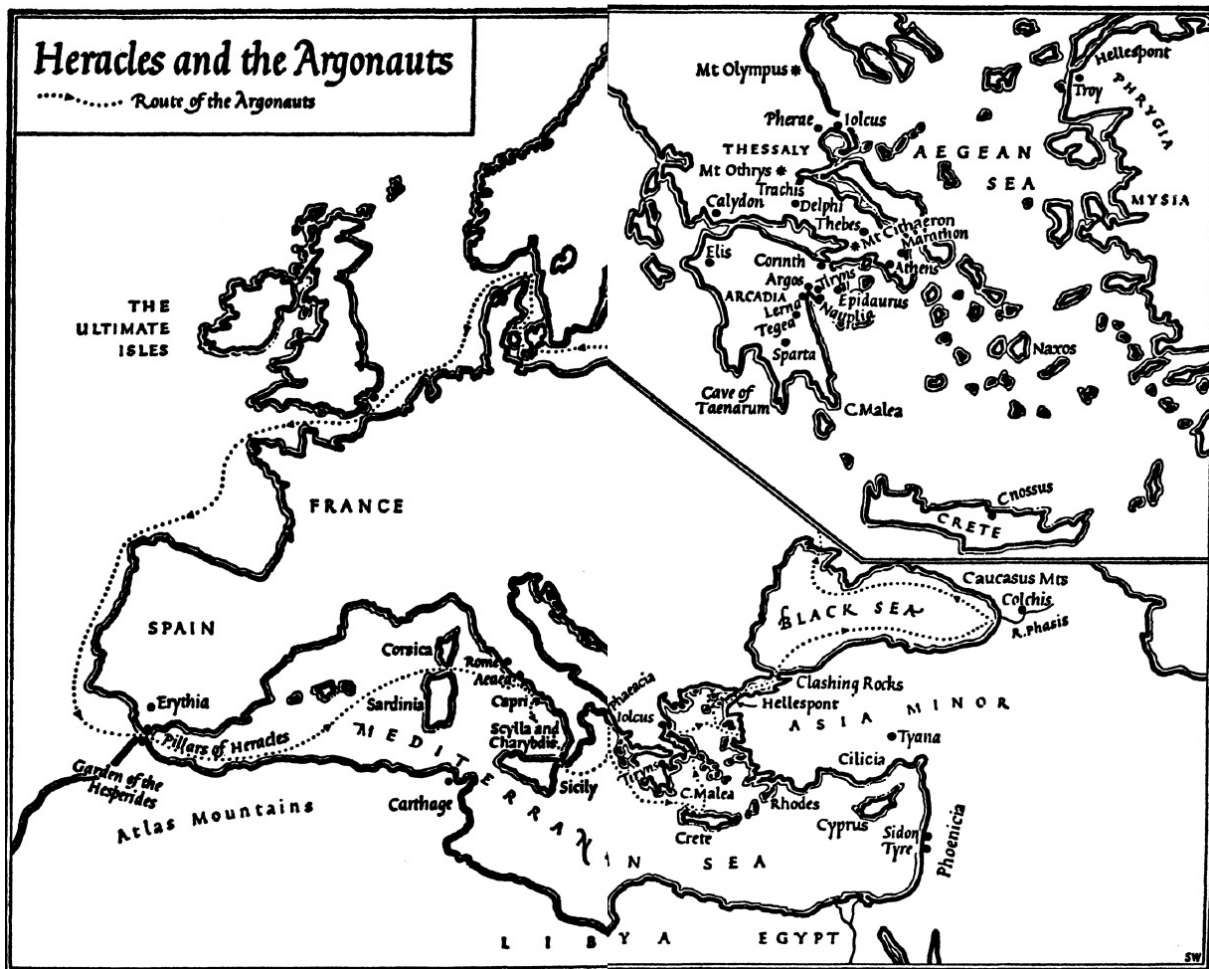 Heracles and the Argonauts
Route of the Argonauts
THE
ULTIMATE
ISLES
FRANCE
SPAIN
Erythia
Pillars of Heracles
Garden of the
Hesperides
Atlas Mountains
Corsica
Sardinia
Rome
Aeaea
Capri
Scylla and
Charybdis
Sicily
Carthage
MEDITERRANEAN SEA
LIBYA
EGYPT
Phaeacia
Iolcus
Tiryns
C.Malea
Crete
Rhodes
Cyprus
Cilicia
Tyana
Sidon
Tyre
Phoenicia
ASIA MINOR
Hellespont
Clashing Rocks
BLACK SEA
Caucasus Mts
Colchis
R.Phasis
Mt Olympus
Pherae
Iolcus
THESSALY
Mt Othrys
Trachis
Delphi
Calydon
Thebes
Mt Cithaeron
Marathon
Athens
Elis
Corinth
Argos
Tiryns
Epidaurus
ARCADIA
Nauplia
Lerna
Tegea
Sparta
Cave of
Taenarum
C.Malea
AEGEAN
SEA
Hellespont
Troy
PHRYGIA
MYSIA
Naxos
Cnossus
CRETE
SW